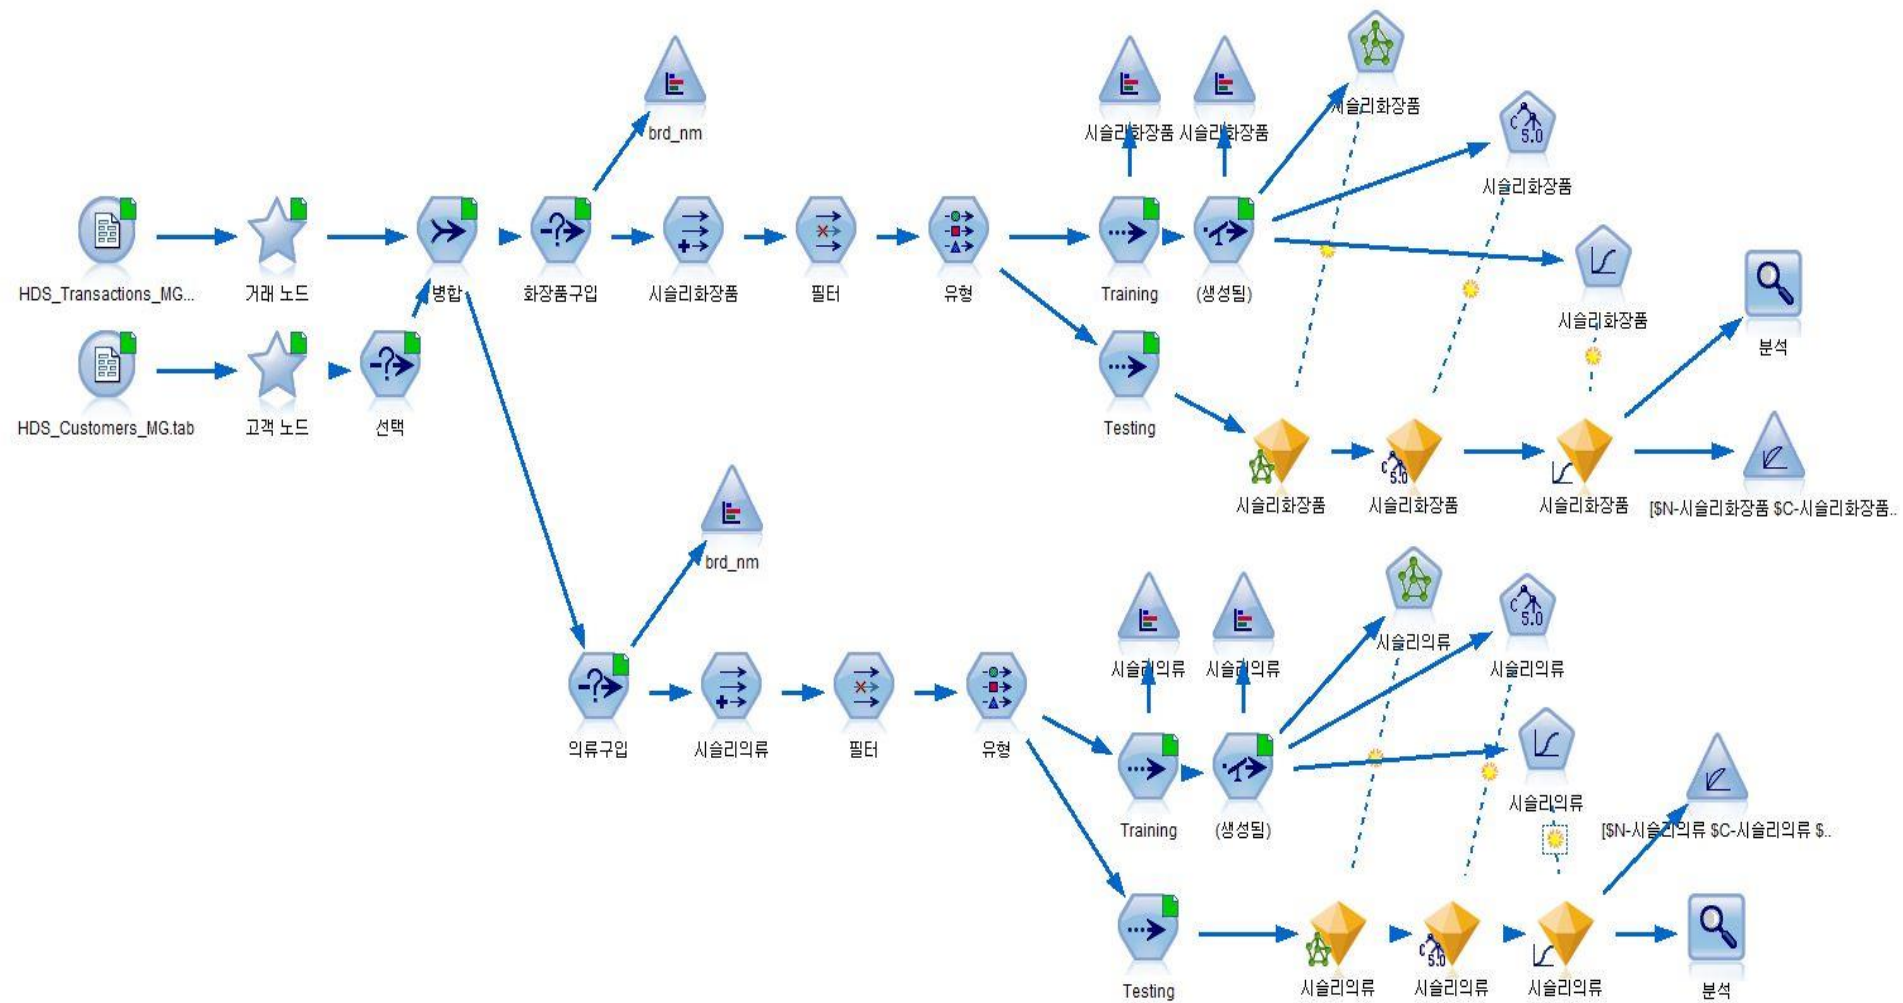 시슬리화장품
시슬리화장품
시슬리화장품
brd_nm
시슬리화장품
HDS_Transactions_MG...
거래 노드
병합
화장품구입
시슬리화장품
필터
유형
Training
(생성됨)
시슬리화장품
분석
HDS_Customers_MG.tab
고객 노드
선택
Testing
C 5.0
시슬리화장품
시슬리화장품
시슬리화장품
[$N-시슬리화장품 $C-시슬리화장품..
C 5.0
brd_nm
시슬리의류
시슬리의류
시슬리의류
시슬리의류
C 5.0
의류구입
시슬리의류
필터
유형
시슬리의류
Training
(생성됨)
[$N-시슬리의류 $C-시슬리의류 $..
Testing
시슬리의류
시슬리의류
시슬리의류
분석
C 5.0